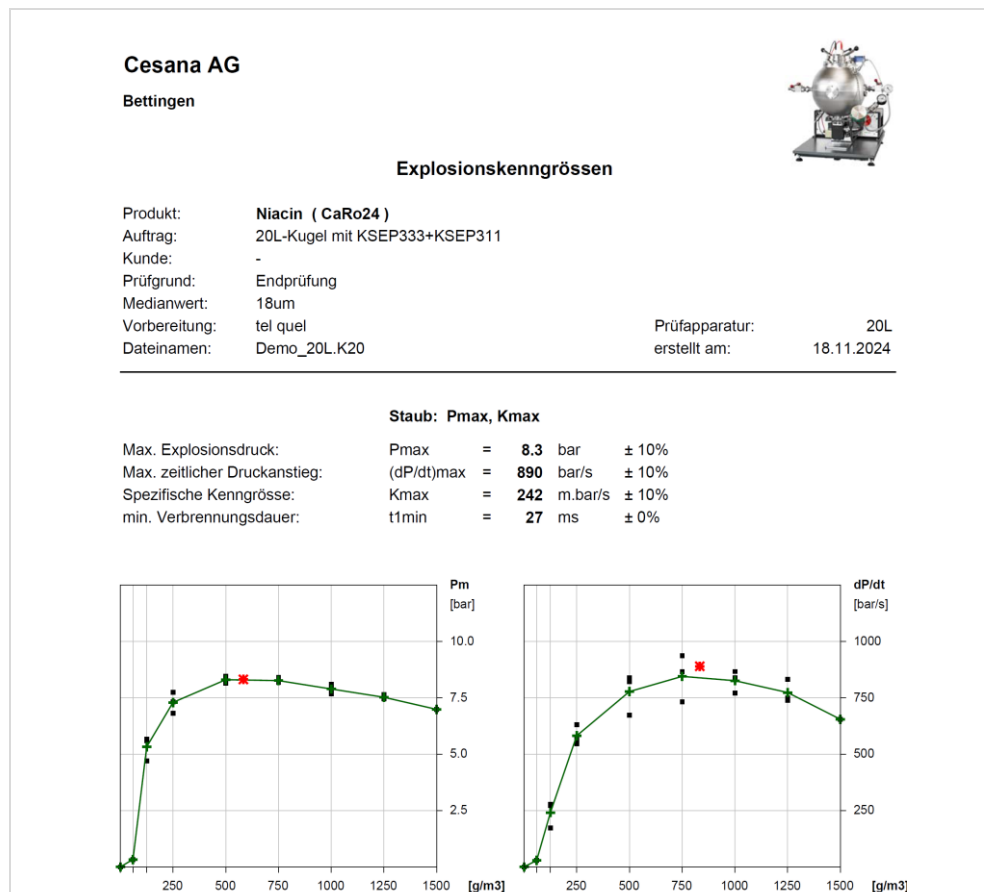 Cesana AG
Bettingen
Explosionskenngrössen
Produkt: Niacin ( CaRo24 )
Auftrag: 20L-Kugel mit KSEP333+KSEP311
Kunde: -
Prüfgrund: Endprüfung
Medianwert: 18um
Vorbereitung: tel quel Prüfapparatur: 20L
Dateinamen: Demo_20L.K20 erstellt am: 18.11.2024
Staub: Pmax, Kmax
Max. Explosionsdruck: Pmax = 8.3 bar ± 10%
Max. zeitlicher Druckanstieg: (dP/dt)max = 890 bar/s ± 10%
Spezifische Kenngrösse: Kmax = 242 m.bar/s ± 10%
min. Verbrennungsdauer: t1min = 27 ms ± 0%
Pm
[bar]
10.0
7.5
5.0
2.5
250 500 750 1000 1250 1500 [g/m3]
dP/dt
[bar/s]
1000
750
500
250
250 500 750 1000 1250 1500 [g/m3]